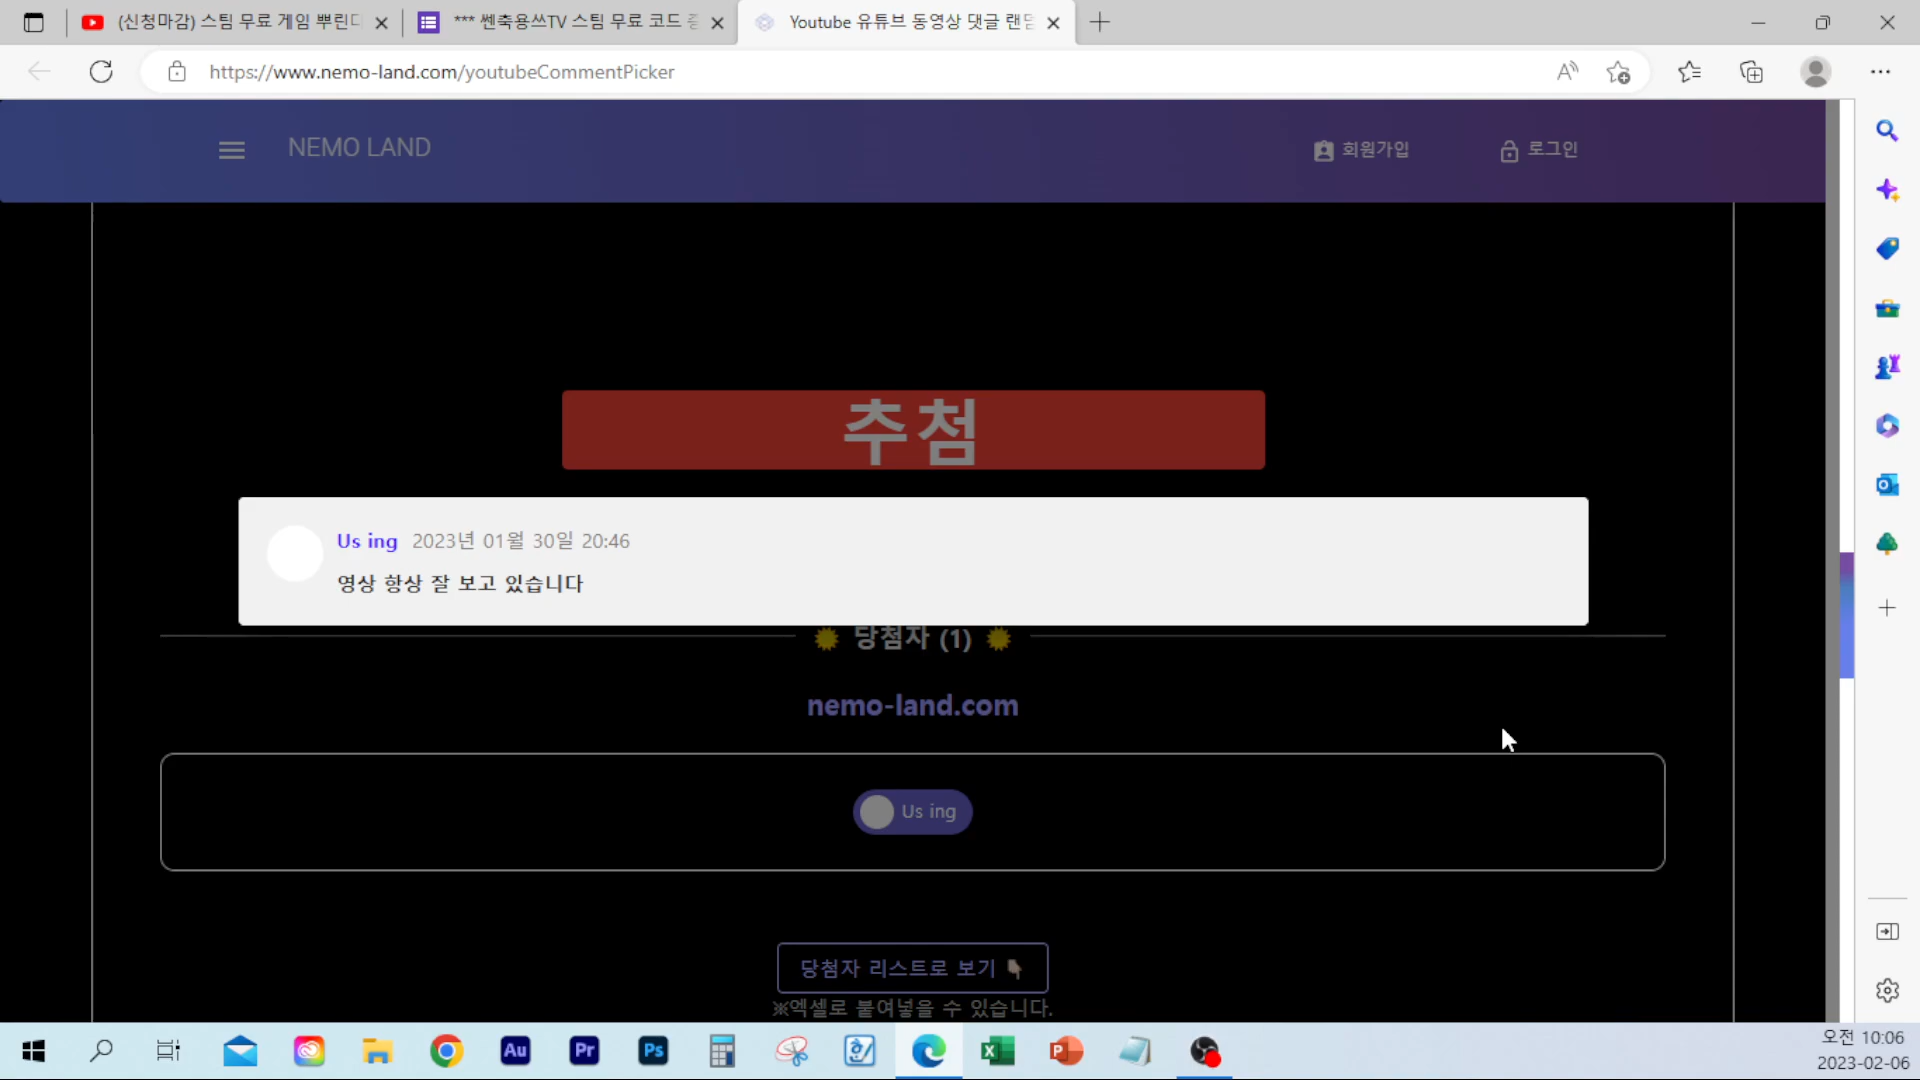 (신청마감) 스팀 무료 게임 뿌린다
*** 쎈축용쓰TV 스팀 무료 코드 증
Youtube 유튜브 동영상 댓글 랜덤
https://www.nemo-land.com/youtubeCommentPicker
NEMO LAND
회원가입
로그인
추첨
Us ing 2023년 01월 30일 20:46
영상 항상 잘 보고 있습니다
당첨자 (1)
nemo-land.com
Us ing
당첨자 리스트로 보기
※엑셀로 붙여넣을 수 있습니다.
Au Pr Ps
오전 10:06
2023-02-06